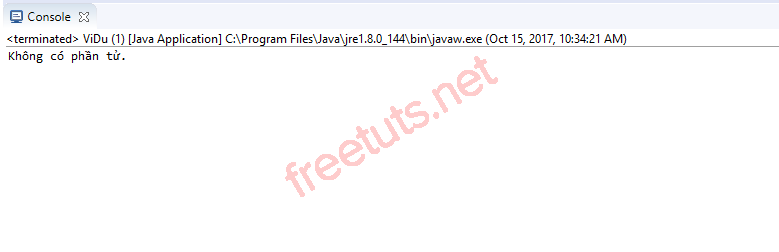 Console
<terminated> ViDu (1) [Java Application] C:\Program Files\Java\jre1.8.0_144\bin\javaw.exe (Oct 15, 2017, 10:34:21 AM)
Không có phần tử.
freetuts.net